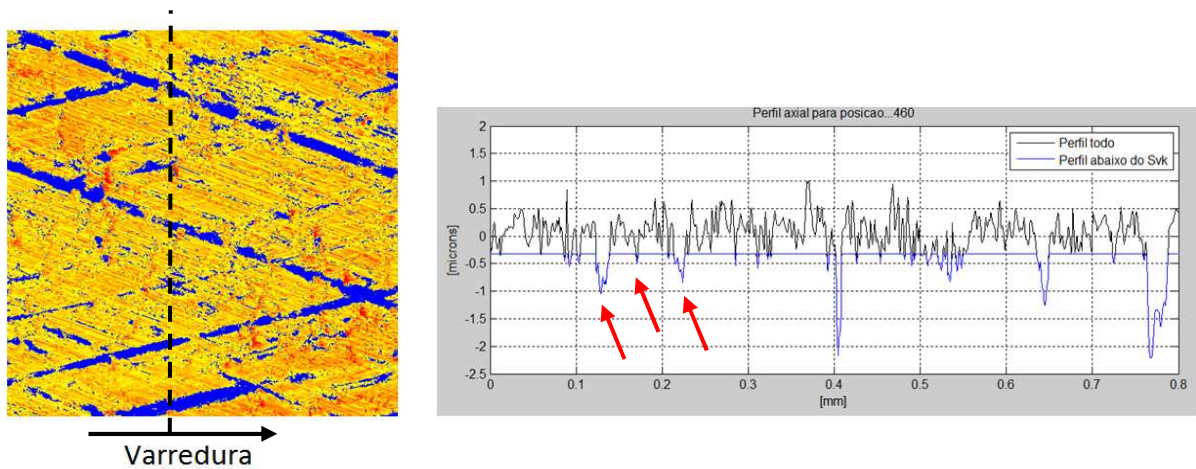 Varredura
Perfil axial para posicao...460
2
1.5
1
0.5
0
-0.5
-1
-1.5
-2
-2.5
[microns]
Perfil todo
Perfil abaixo do Svk
0 0.1 0.2 0.3 0.4 0.5 0.6 0.7 0.8
[mm]